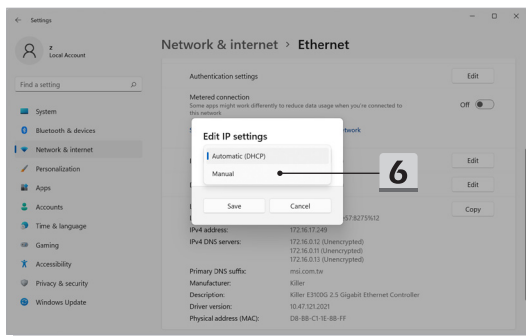 Settings
z
Local Account
Find a setting
System
Bluetooth & devices
Network & internet
Personalization
Apps
Accounts
Time & language
Gaming
Accessibility
Privacy & security
Windows Update
Network & internet > Ethernet
Authentication settings
Edit
Metered connection
Some apps might work differently to reduce data usage when you're connected to
this network
Off
twork
Edit IP settings
Automatic (DHCP)
Manual
6
Save
Cancel
Edit
Edit
Copy
IPv4 address: 172.16.17.249
IPv4 DNS servers: 172.16.0.12 (Unencrypted)
172.16.0.11 (Unencrypted)
172.16.0.13 (Unencrypted)
Primary DNS suffix: msi.com.tw
Manufacturer: Killer
Description: Killer E3100G 2.5 Gigabit Ethernet Controller
Driver version: 10.47.121.2021
Physical address (MAC): D8-BB-C1-1E-8B-FF